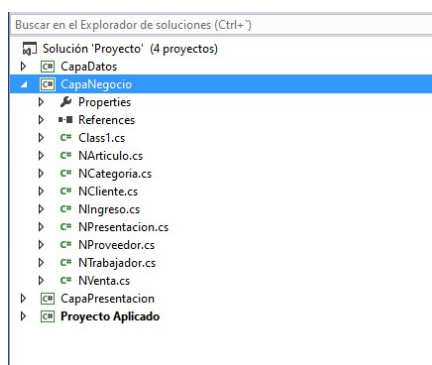 Buscar en el Explorador de soluciones (Ctrl+`)
Solución 'Proyecto' (4 proyectos)
C# CapaDatos
C# CapaNegocio
Properties
References
C# Class1.cs
C# NArticulo.cs
C# NCategoria.cs
C# NCliente.cs
C# NIngreso.cs
C# NPresentacion.cs
C# NProveedor.cs
C# NTrabajador.cs
C# NVenta.cs
C# CapaPresentacion
C# Proyecto Aplicado